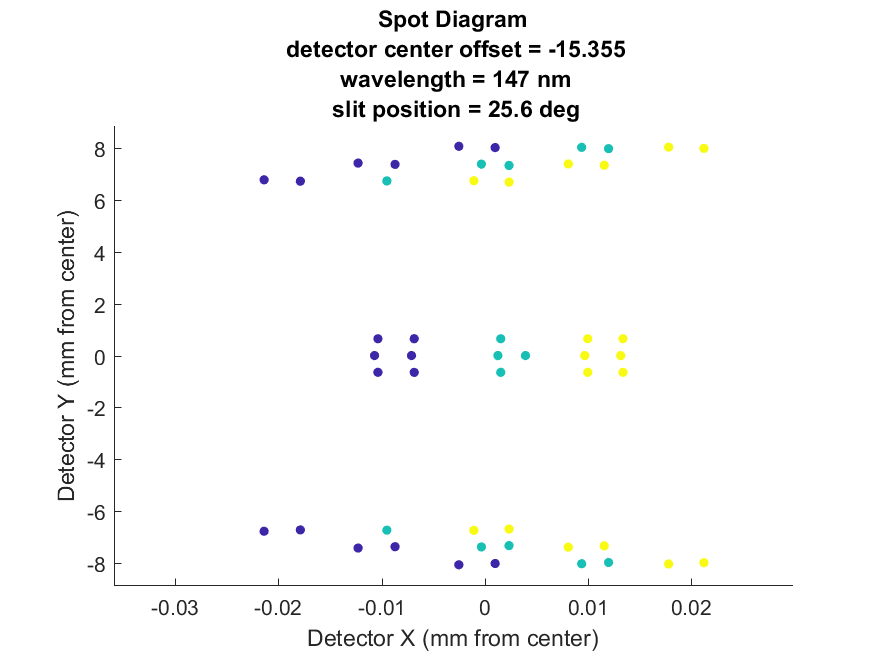 Spot Diagram
detector center offset = -15.355
wavelength = 147 nm
slit position = 25.6 deg
8
6
4
2
0
-2
-4
-6
-8
Detector Y (mm from center)
-0.03 -0.02 -0.01 0 0.01 0.02
Detector X (mm from center)